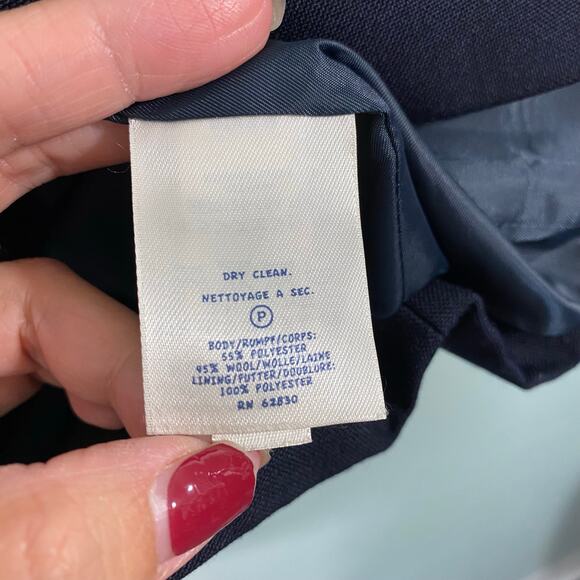 DRY CLEAN.
NETTOYAGE A SEC.
P
BODY/RUMPF/CORPS:
55% POLYESTER
45% WOOL/WOLLE/LAINE
LINING/FUTTER/DOUBLURE:
100% POLYESTER
RN 62830